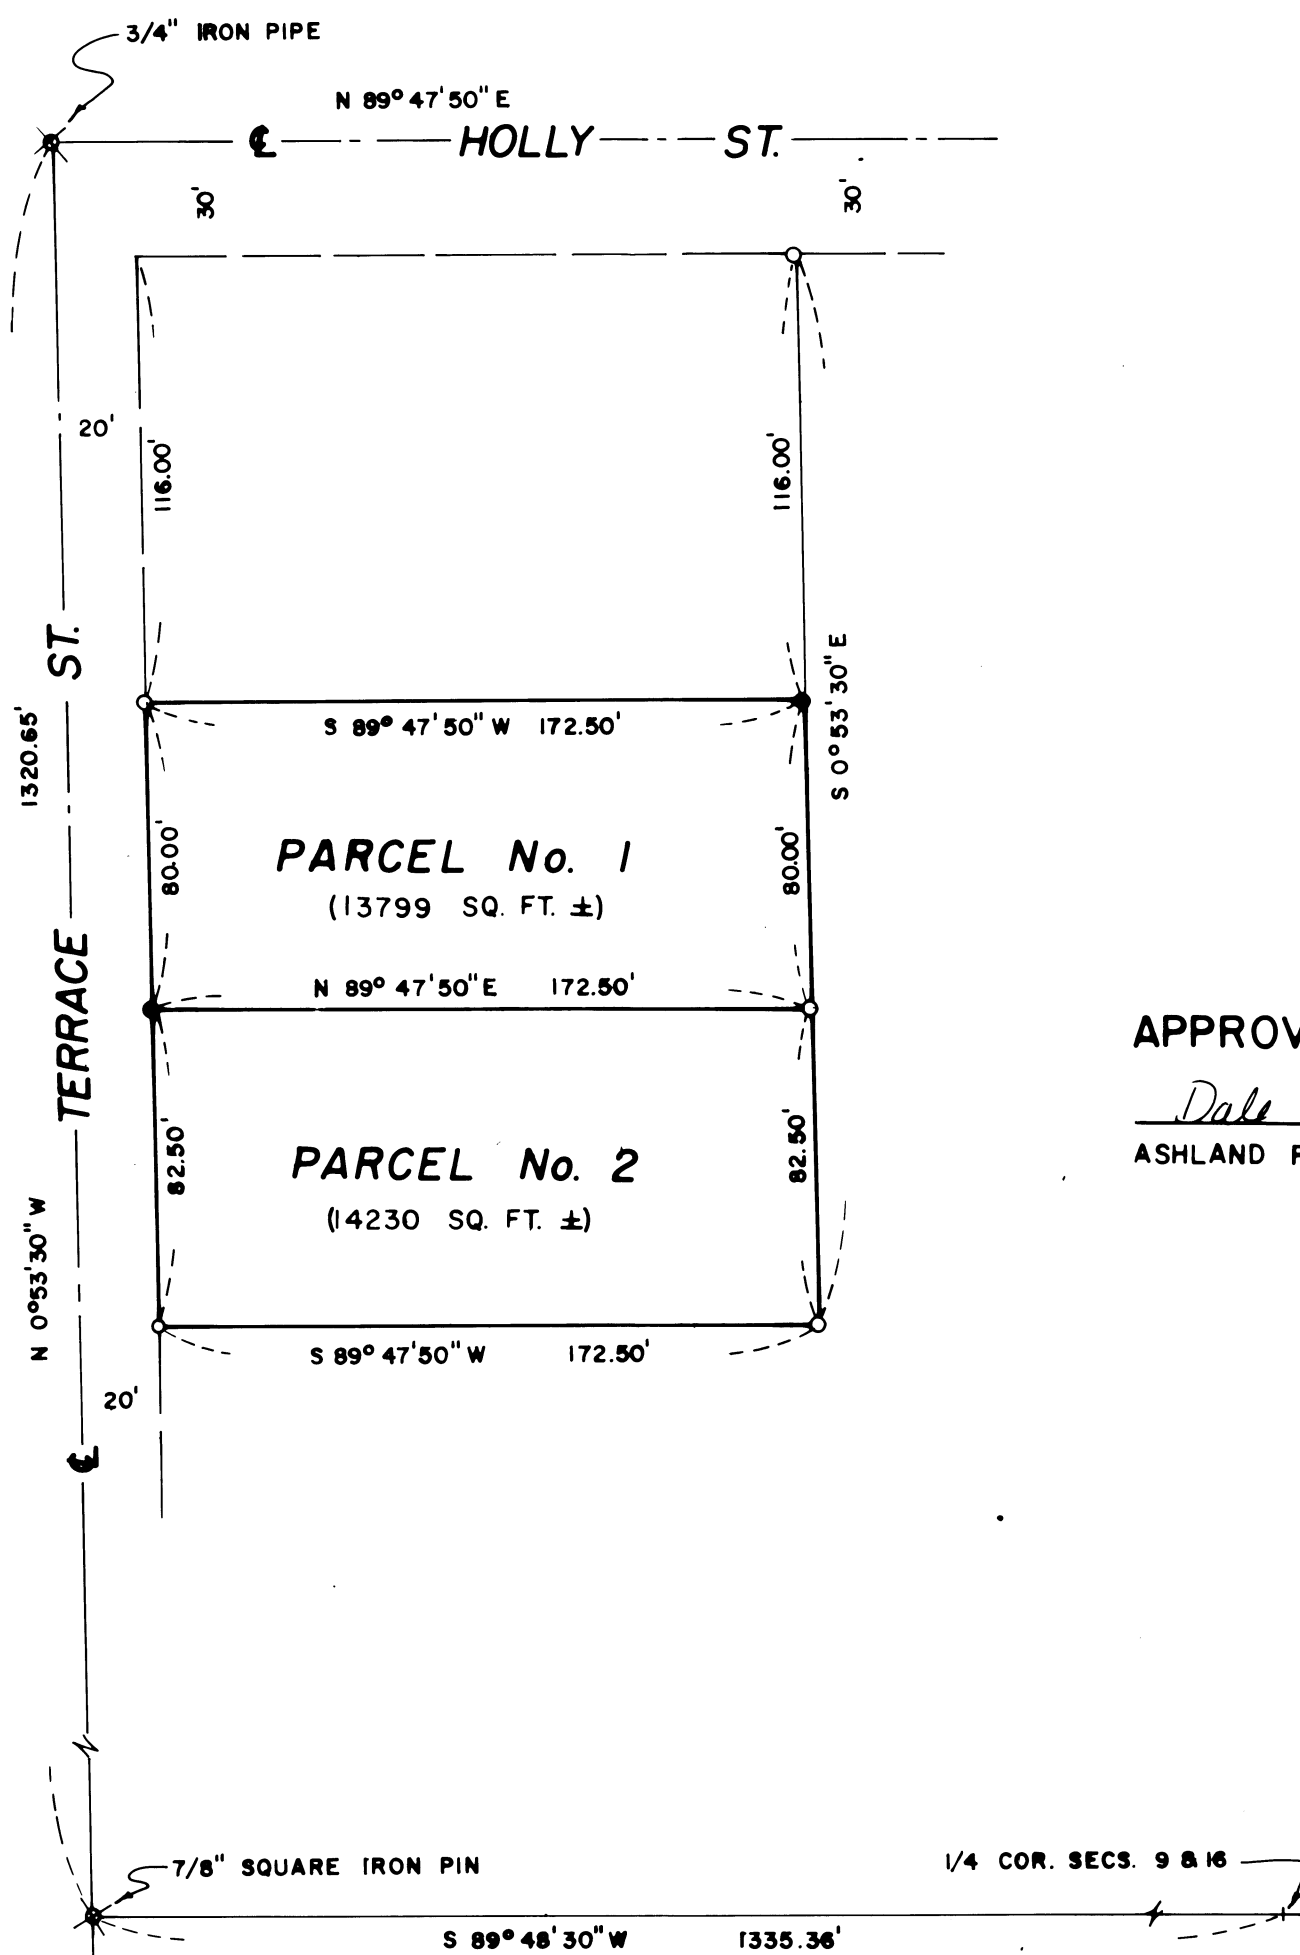 3/4" IRON PIPE
N 89° 47' 50" E
℄ HOLLY ST.
30'
30'
20'
116.00'
116.00'
TERRACE ST.
1320.65'
S 0° 53' 30" E
S 89° 47' 50" W 172.50'
80.00'
80.00'
PARCEL No. 1
(13799 SQ. FT. ±)
N 89° 47' 50" E 172.50'
APPROV
Dale
ASHLAND P
82.50'
82.50'
PARCEL No. 2
(14230 SQ. FT. ±)
N 0° 53' 30" W
S 89° 47' 50" W 172.50'
20'
℄
7/8" SQUARE IRON PIN
1/4 COR. SECS. 9 & 16
S 89° 48' 30" W 1335.36'